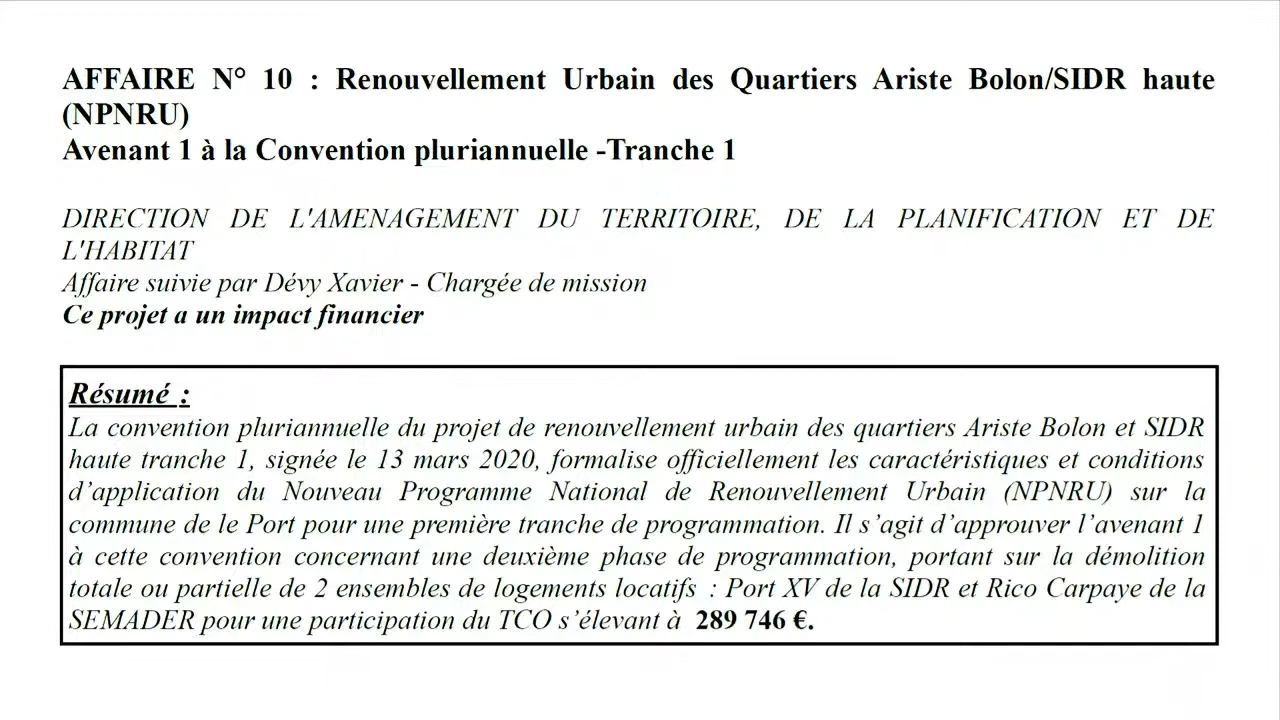 AFFAIRE N° 10 : Renouvellement Urbain des Quartiers Ariste Bolon/SIDR haute
(NPNRU)
Avenant 1 à la Convention pluriannuelle -Tranche 1
DIRECTION DE L'AMENAGEMENT DU TERRITOIRE, DE LA PLANIFICATION ET DE
L'HABITAT
Affaire suivie par Dévy Xavier - Chargée de mission
Ce projet a un impact financier
Résumé :
La convention pluriannuelle du projet de renouvellement urbain des quartiers Ariste Bolon et SIDR
haute tranche 1, signée le 13 mars 2020, formalise officiellement les caractéristiques et conditions
d’application du Nouveau Programme National de Renouvellement Urbain (NPNRU) sur la
commune de le Port pour une première tranche de programmation. Il s’agit d’approuver l’avenant 1
à cette convention concernant une deuxième phase de programmation, portant sur la démolition
totale ou partielle de 2 ensembles de logements locatifs : Port XV de la SIDR et Rico Carpaye de la
SEMADER pour une participation du TCO s’élevant à 289 746 €.